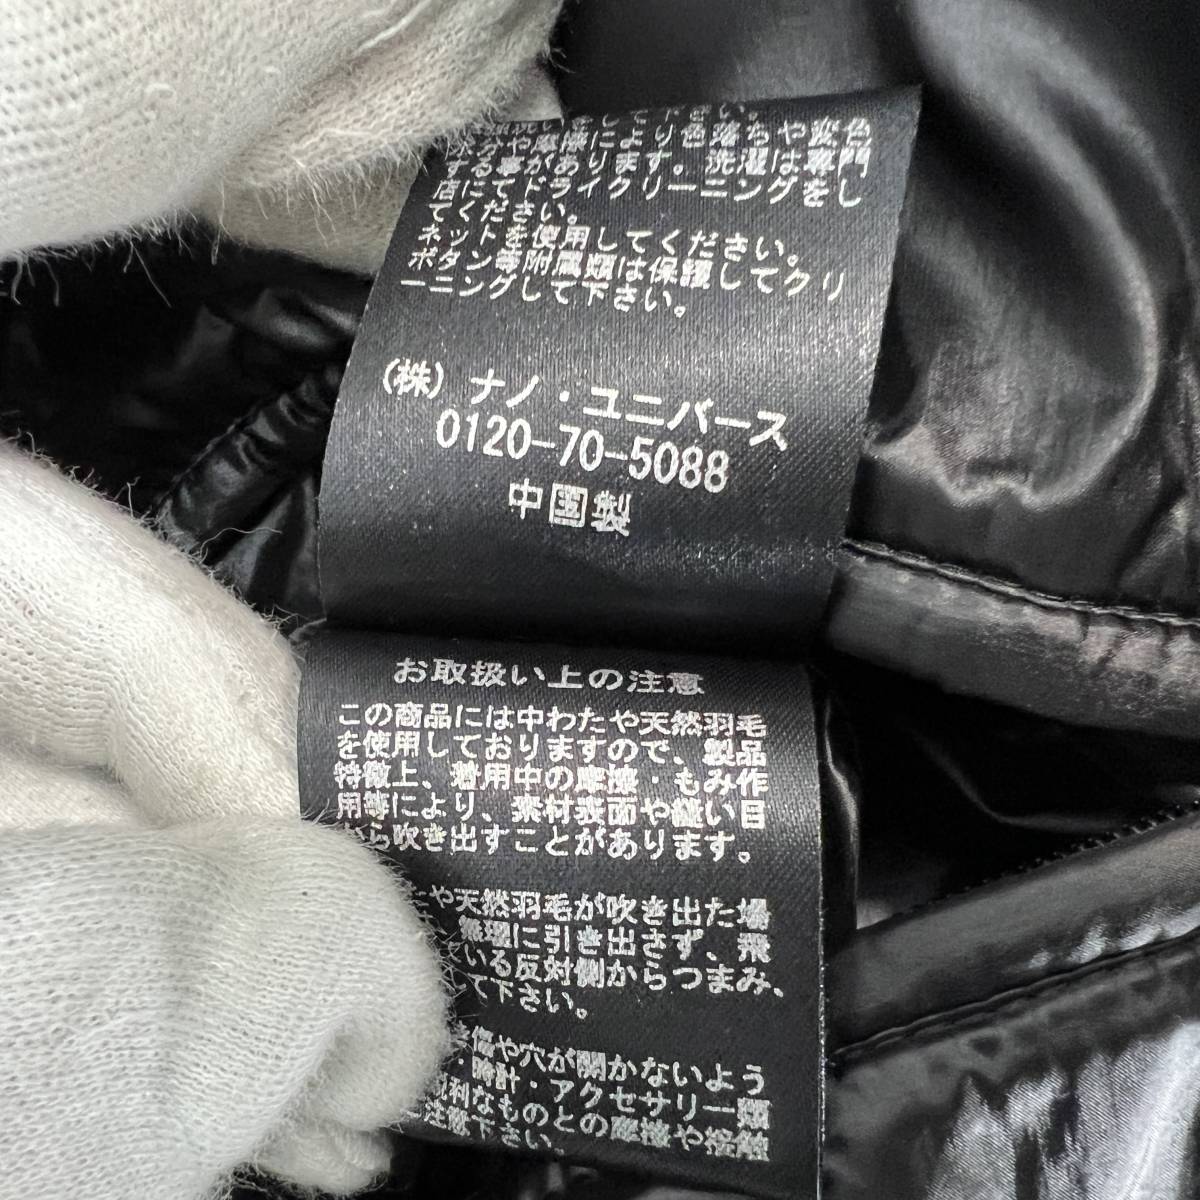 して下さい。
水分や摩擦により色落ちや変色
する事があります。洗濯は専門
店にてドライクリーニングをし
てください。
ネットを使用してください。
ボタン等附属類は保護してクリ
ーニングして下さい。
(株)ナノ・ユニバース
0120-70-5088
中国製
お取扱い上の注意
この商品には中わたや天然羽毛
を使用しておりますので、製品
特徴上、着用中の摩擦・もみ作
用等により、素材表面や縫い目
から吹き出すことがあります。
たや天然羽毛が吹き出た場
無理に引き出さず、飛
いる反対側からつまみ、
て下さい。
傷や穴が開かないよう
時計・アクセサリー類
鋭利なものとの摩擦や接触
ご注意下さい。